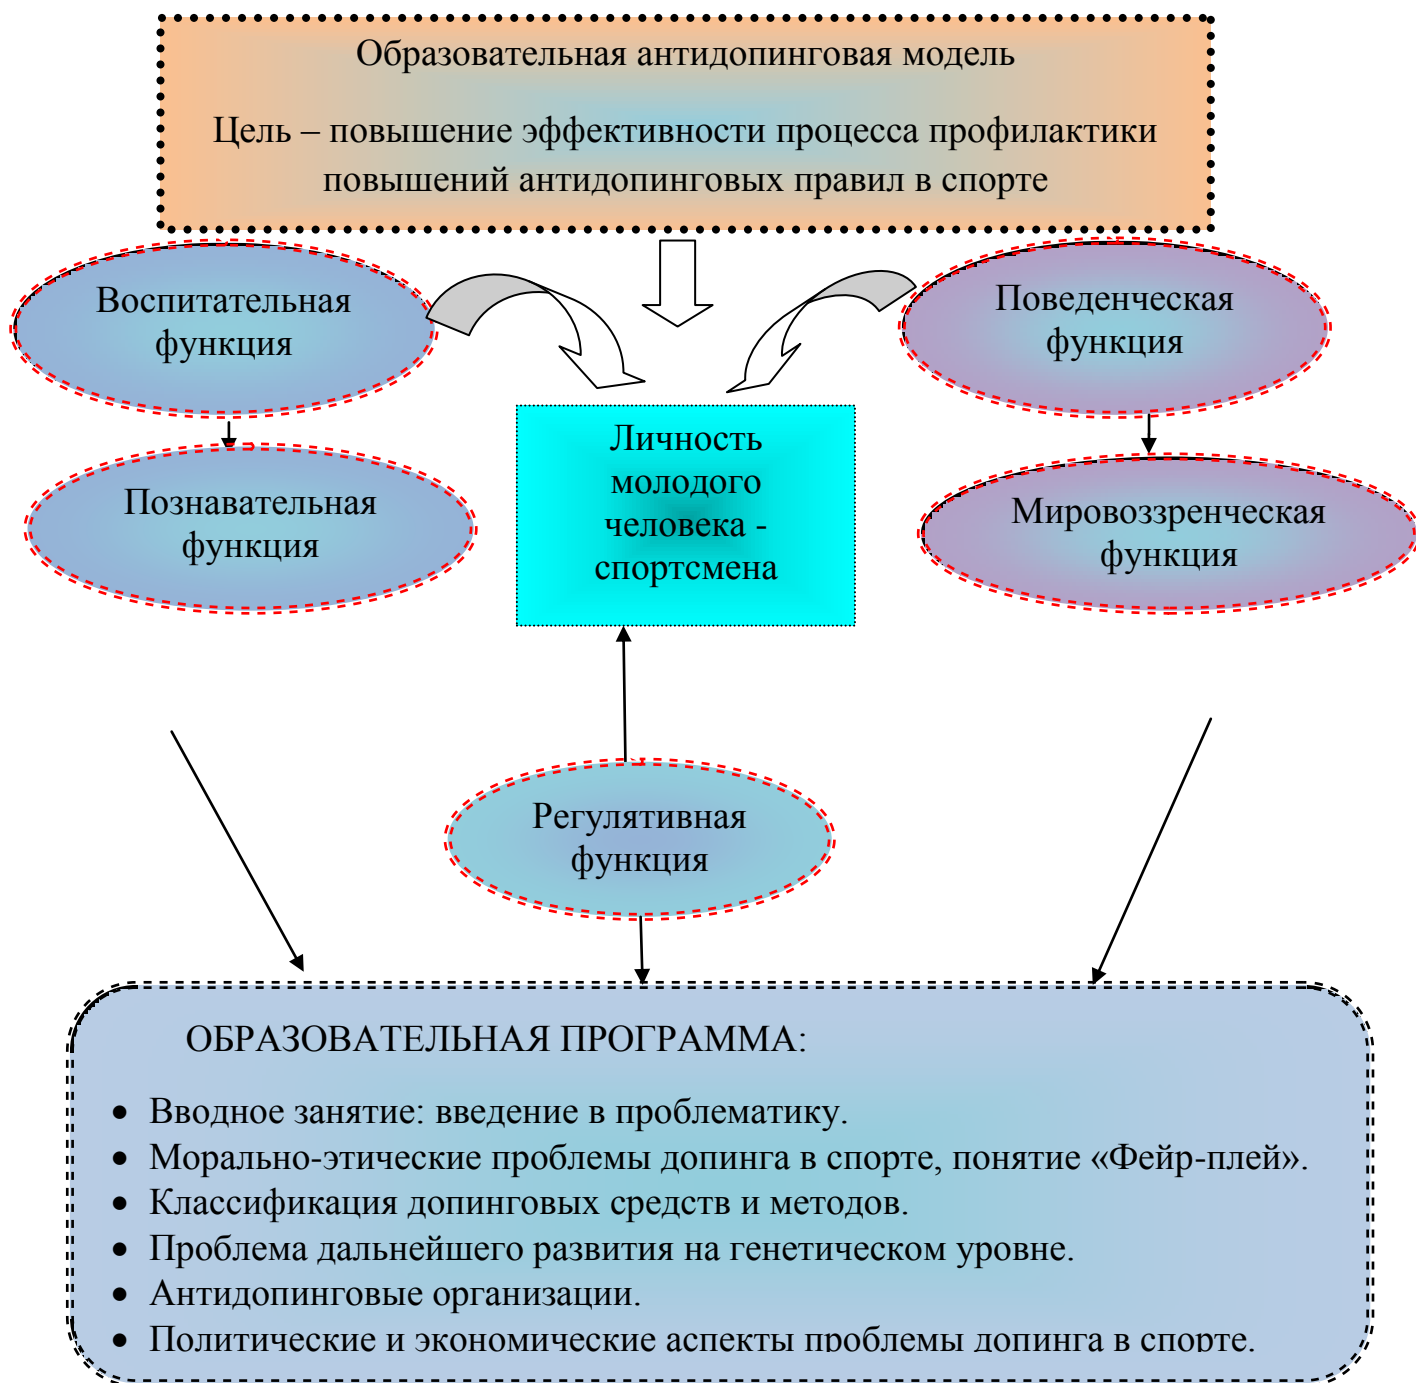 Образовательная антидопинговая модель
Цель – повышение эффективности процесса профилактики
повышений антидопинговых правил в спорте
Воспитательная
функция
Поведенческая
функция
Познавательная
функция
Личность
молодого
человека -
спортсмена
Мировоззренческая
функция
Регулятивная
функция
ОБРАЗОВАТЕЛЬНАЯ ПРОГРАММА:
• Вводное занятие: введение в проблематику.
• Морально-этические проблемы допинга в спорте, понятие «Фейр-плей».
• Классификация допинговых средств и методов.
• Проблема дальнейшего развития на генетическом уровне.
• Антидопинговые организации.
• Политические и экономические аспекты проблемы допинга в спорте.